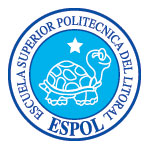 ESCUELA SUPERIOR POLITECNICA DEL LITORAL
ESPOL